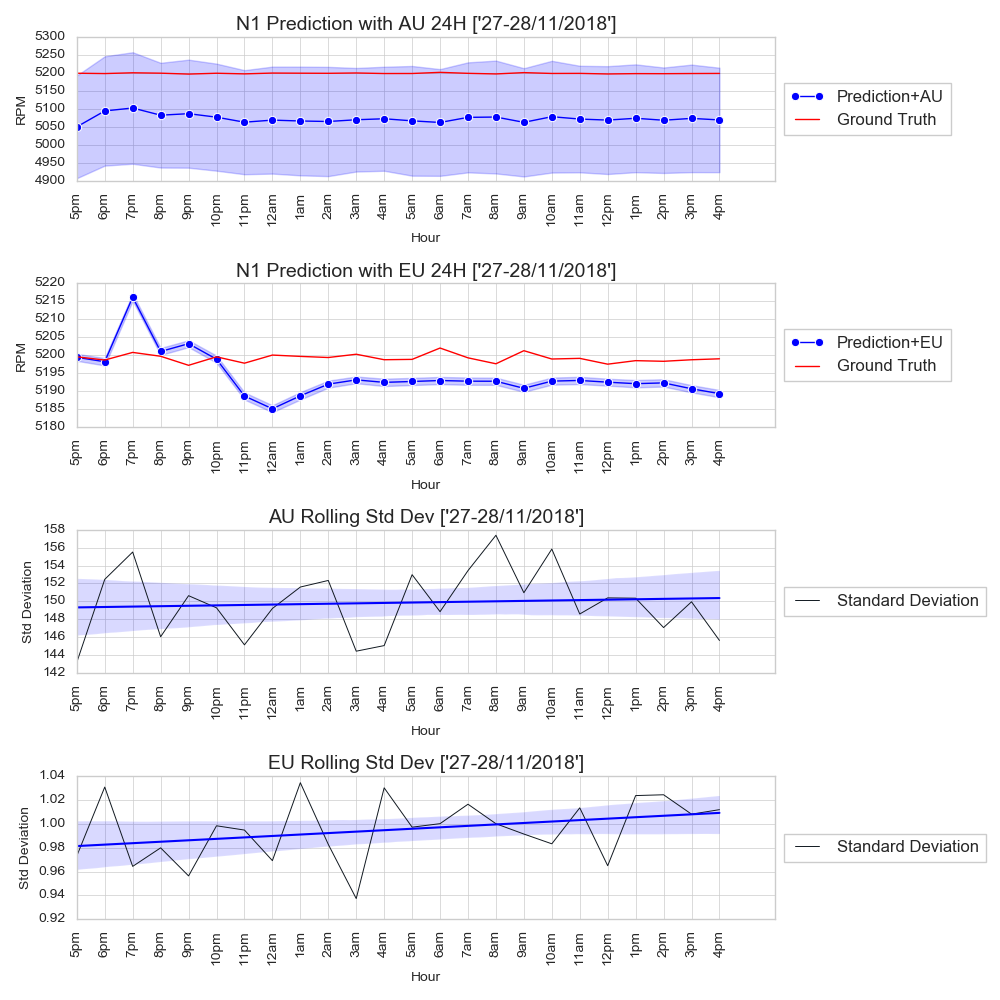 N1 Prediction with AU 24H ['27-28/11/2018']
5300
5250
5200
5150
5100
5050
5000
4950
4900
RPM
5pm 6pm 7pm 8pm 9pm 10pm 11pm 12am 1am 2am 3am 4am 5am 6am 7am 8am 9am 10am 11am 12pm 1pm 2pm 3pm 4pm
Hour
Prediction+AU
Ground Truth
N1 Prediction with EU 24H ['27-28/11/2018']
5220
5215
5210
5205
5200
5195
5190
5185
5180
RPM
5pm 6pm 7pm 8pm 9pm 10pm 11pm 12am 1am 2am 3am 4am 5am 6am 7am 8am 9am 10am 11am 12pm 1pm 2pm 3pm 4pm
Hour
Prediction+EU
Ground Truth
AU Rolling Std Dev ['27-28/11/2018']
158
156
154
152
150
148
146
144
142
Std Deviation
5pm 6pm 7pm 8pm 9pm 10pm 11pm 12am 1am 2am 3am 4am 5am 6am 7am 8am 9am 10am 11am 12pm 1pm 2pm 3pm 4pm
Hour
Standard Deviation
EU Rolling Std Dev ['27-28/11/2018']
1.04
1.02
1.00
0.98
0.96
0.94
0.92
Std Deviation
5pm 6pm 7pm 8pm 9pm 10pm 11pm 12am 1am 2am 3am 4am 5am 6am 7am 8am 9am 10am 11am 12pm 1pm 2pm 3pm 4pm
Hour
Standard Deviation